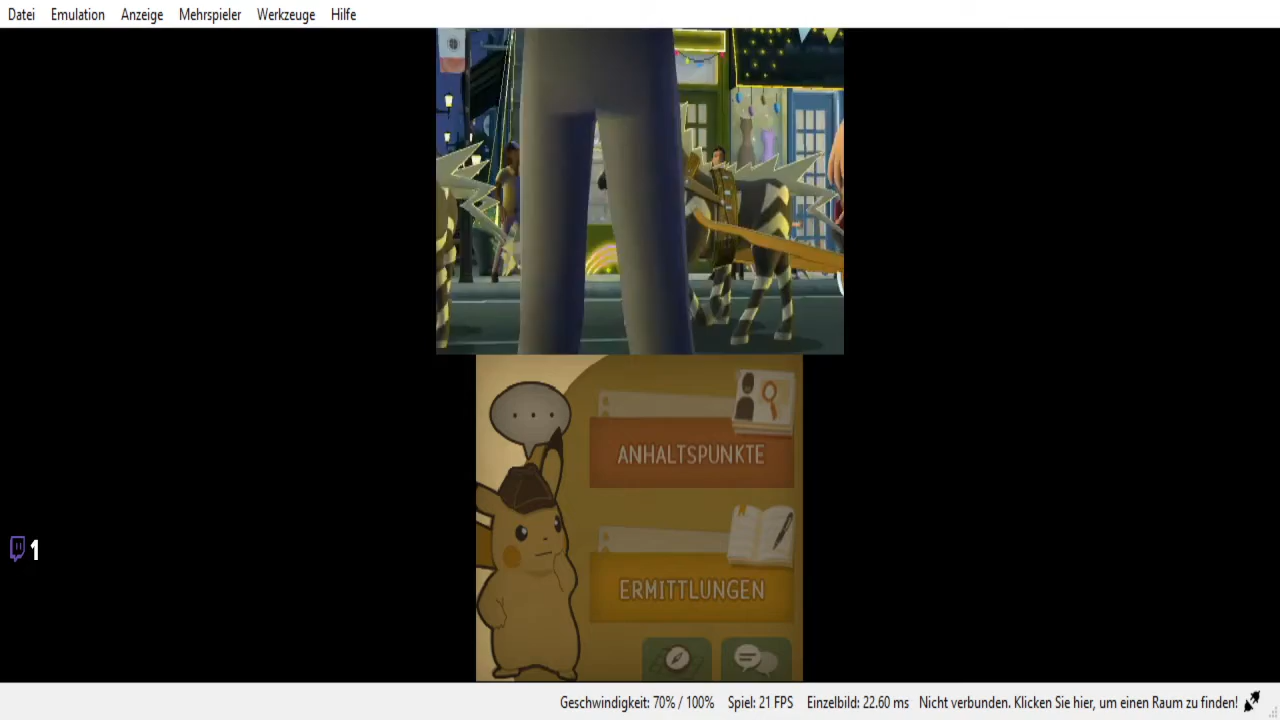 Datei Emulation Anzeige Mehrspieler Werkzeuge Hilfe
...
ANHALTSPUNKTE
ERMITTLUNGEN
1
Geschwindigkeit: 70% / 100% Spiel: 21 FPS Einzelbild: 22.60 ms Nicht verbunden. Klicken Sie hier, um einen Raum zu finden!